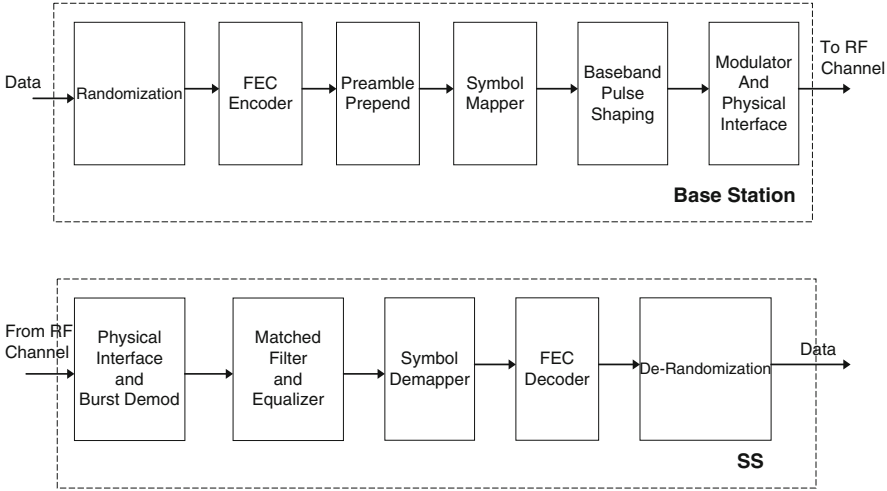 Data
Randomization
FEC
Encoder
Preamble
Prepend
Symbol
Mapper
Baseband
Pulse
Shaping
Modulator
And
Physical
Interface
To RF
Channel
Base Station
From RF
Channel
Physical
Interface
and
Burst Demod
Matched
Filter
and
Equalizer
Symbol
Demapper
FEC
Decoder
De-Randomization
Data
SS